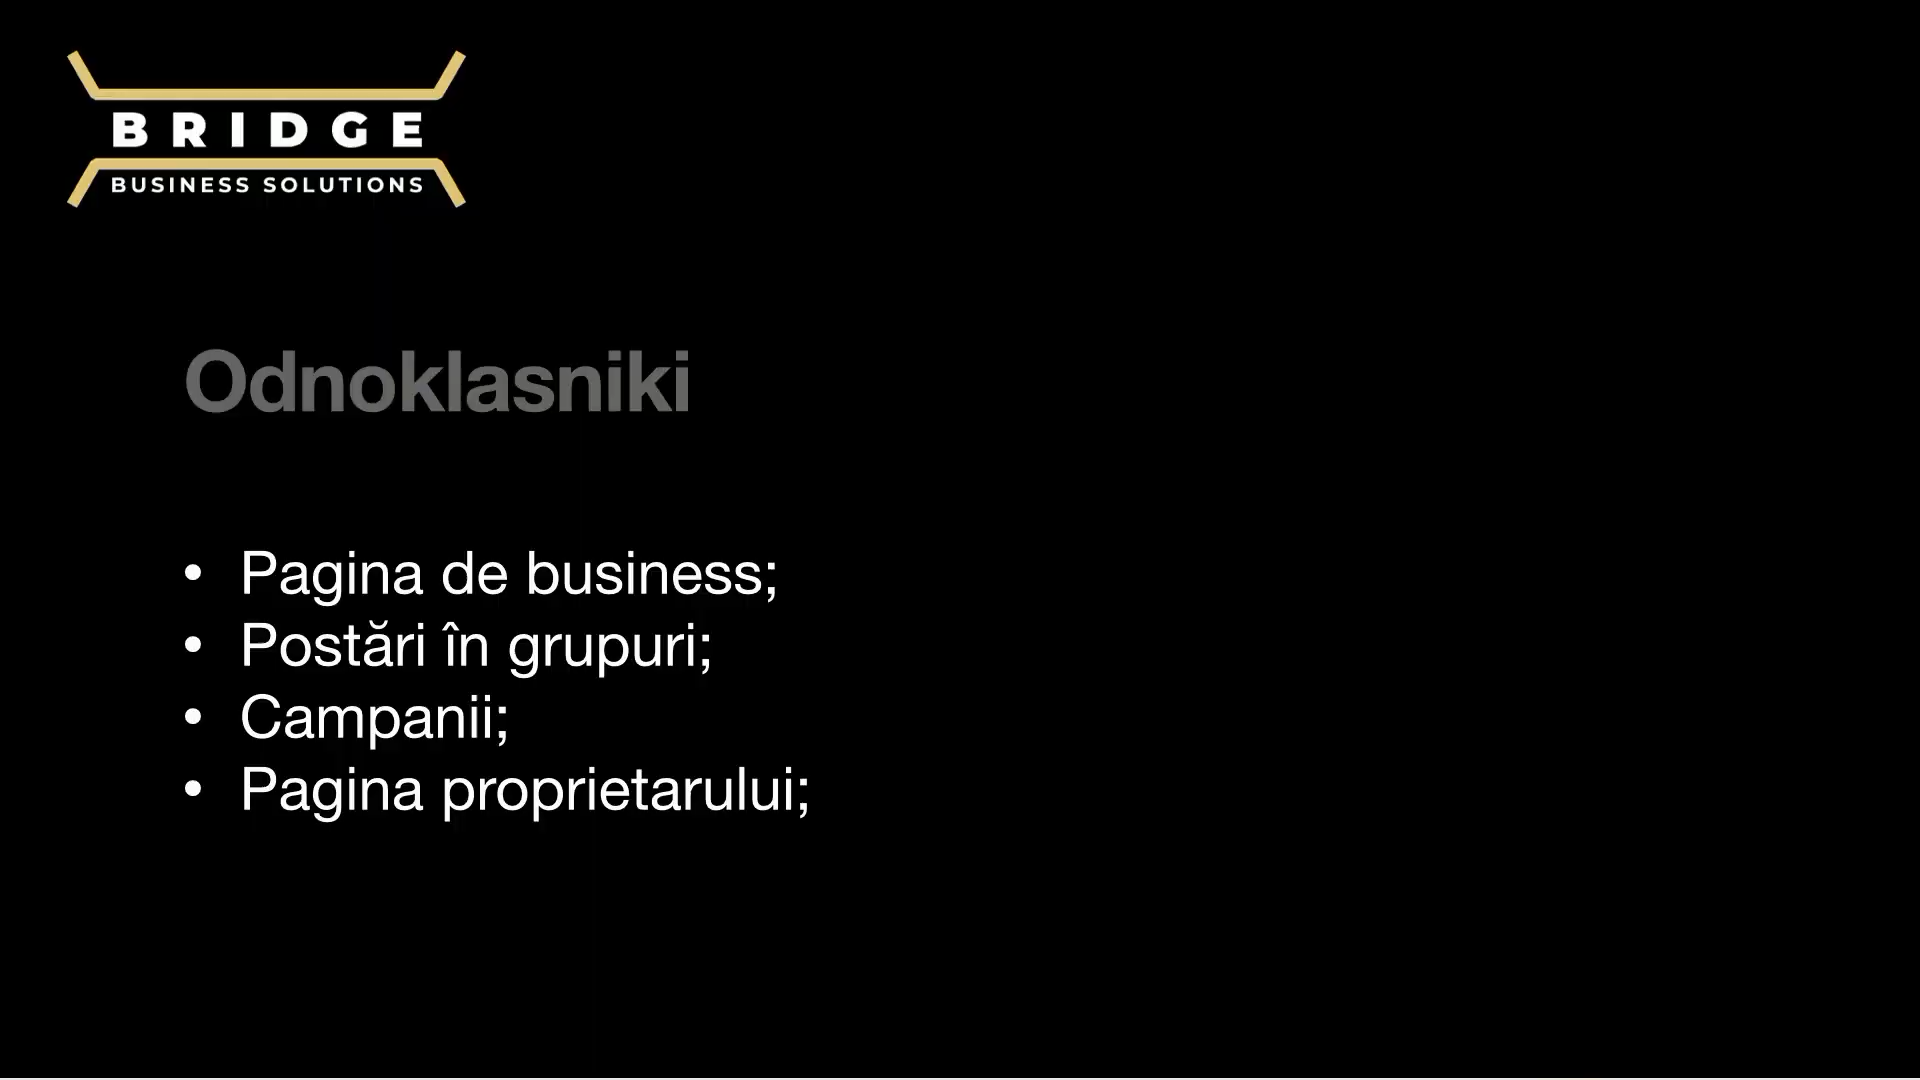 BRIDGE
BUSINESS SOLUTIONS
Odnoklasniki
• Pagina de business;
• Postări în grupuri;
• Campanii;
• Pagina proprietarului;